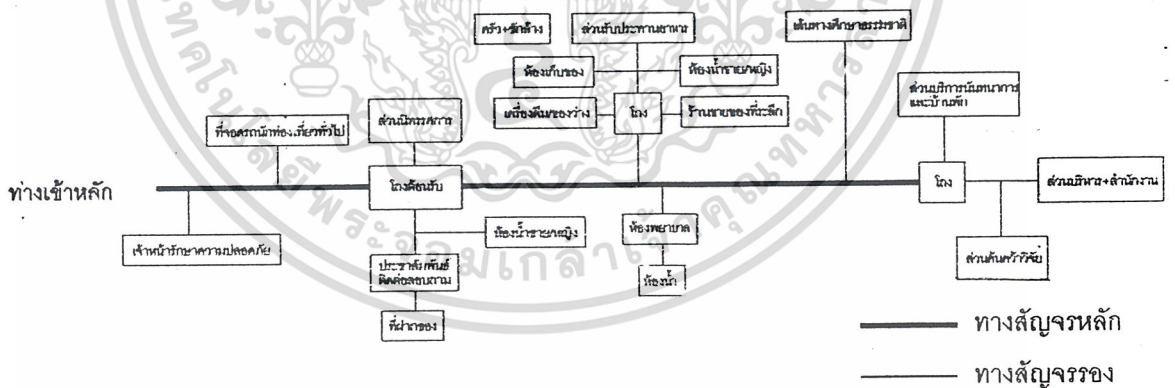 ครัว+ซักล้าง
ส่วนรับประทานอาหาร
เส้นทางศึกษาธรรมชาติ
ห้องเก็บของ
ห้องน้ำชาย/หญิง
ส่วนบริการนันทนาการ
และบ้านพัก
ที่จอดรถนักท่องเที่ยวทั่วไป
ส่วนนิทรรศการ
เครื่องดื่ม/ของว่าง
โถง
ร้านขายของที่ระลึก
ทางเข้าหลัก
โถงต้อนรับ
โถง
ส่วนบริหาร+สำนักงาน
เจ้าหน้ารักษาความปลอดภัย
ห้องน้ำชาย/หญิง
ห้องพยาบาล
ส่วนค้นคว้าวิจัย
ประชาสัมพันธ์
ติดต่อสอบถาม
ห้องน้ำ
ที่ฝากของ
ทางสัญจรหลัก
ทางสัญจรรอง